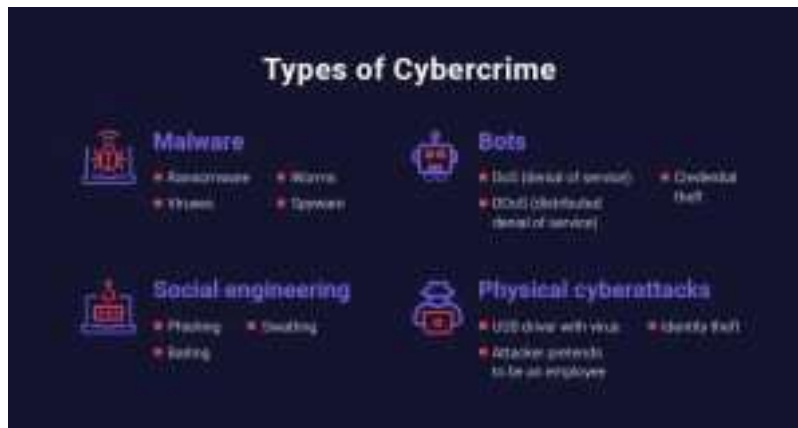 Types of Cybercrime
Malware
Ransomware
Worms
Viruses
Spyware
Bots
DoS (denial of service)
Credential
theft
DDoS (distributed
denial of service)
Social engineering
Phishing
Swatting
Baiting
Physical cyberattacks
USB driver with virus
Identity theft
Attacker pretends
to be an employee